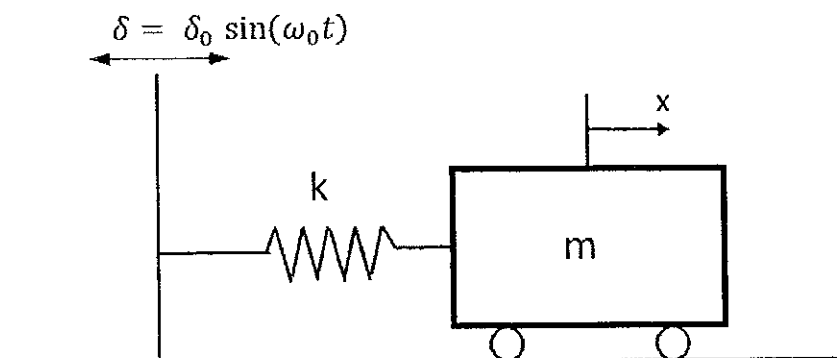 δ = δ₀ sin(ω₀t)
x
k
m